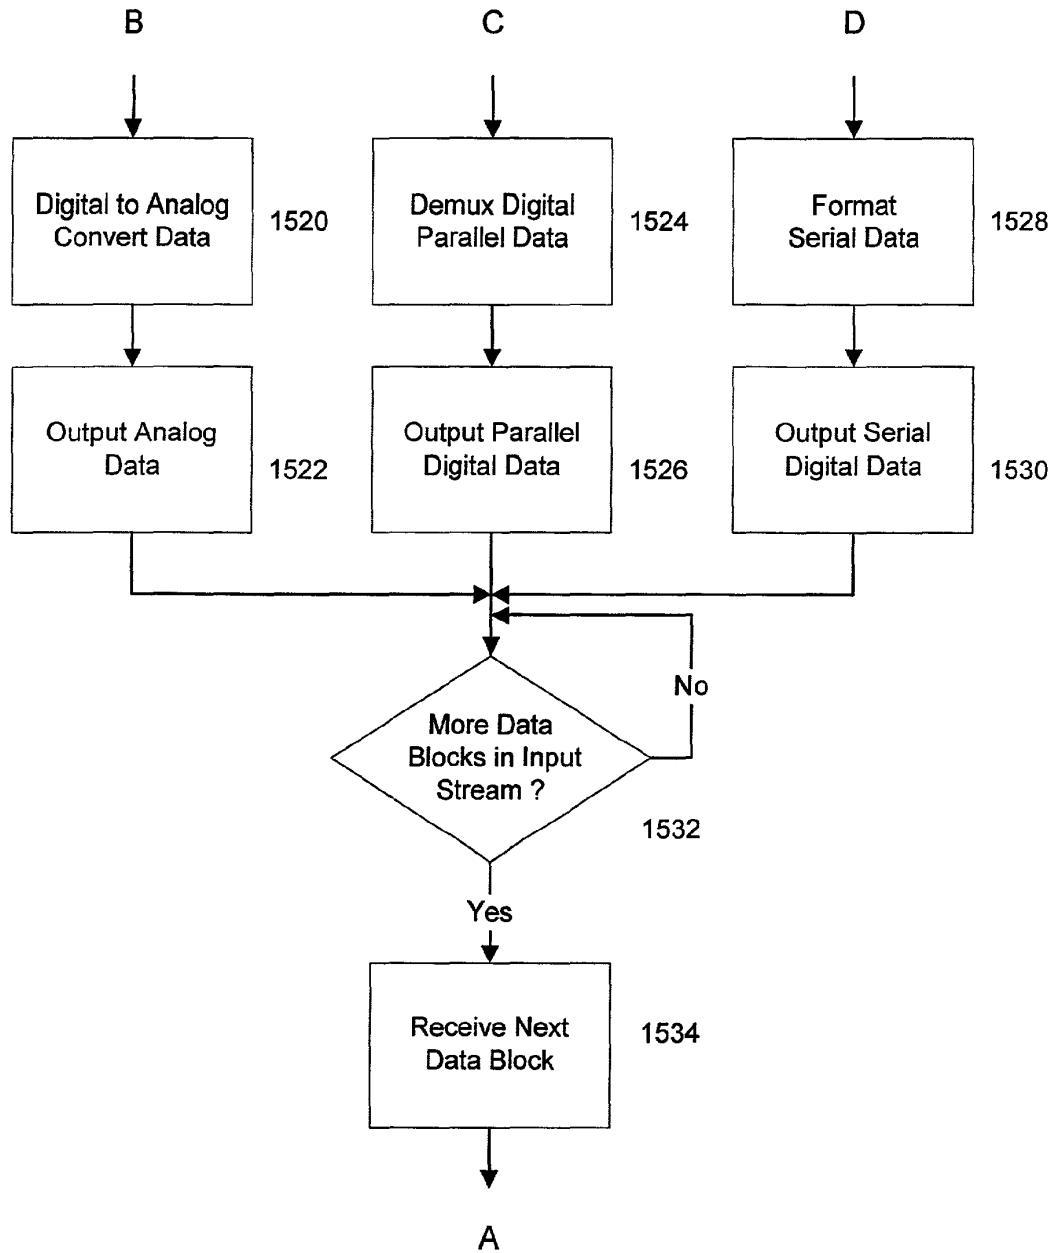 B
C
D
Digital to Analog
Convert Data
1520
Demux Digital
Parallel Data
1524
Format
Serial Data
1528
Output Analog
Data
1522
Output Parallel
Digital Data
1526
Output Serial
Digital Data
1530
No
More Data
Blocks in Input
Stream ?
1532
Yes
Receive Next
Data Block
1534
A